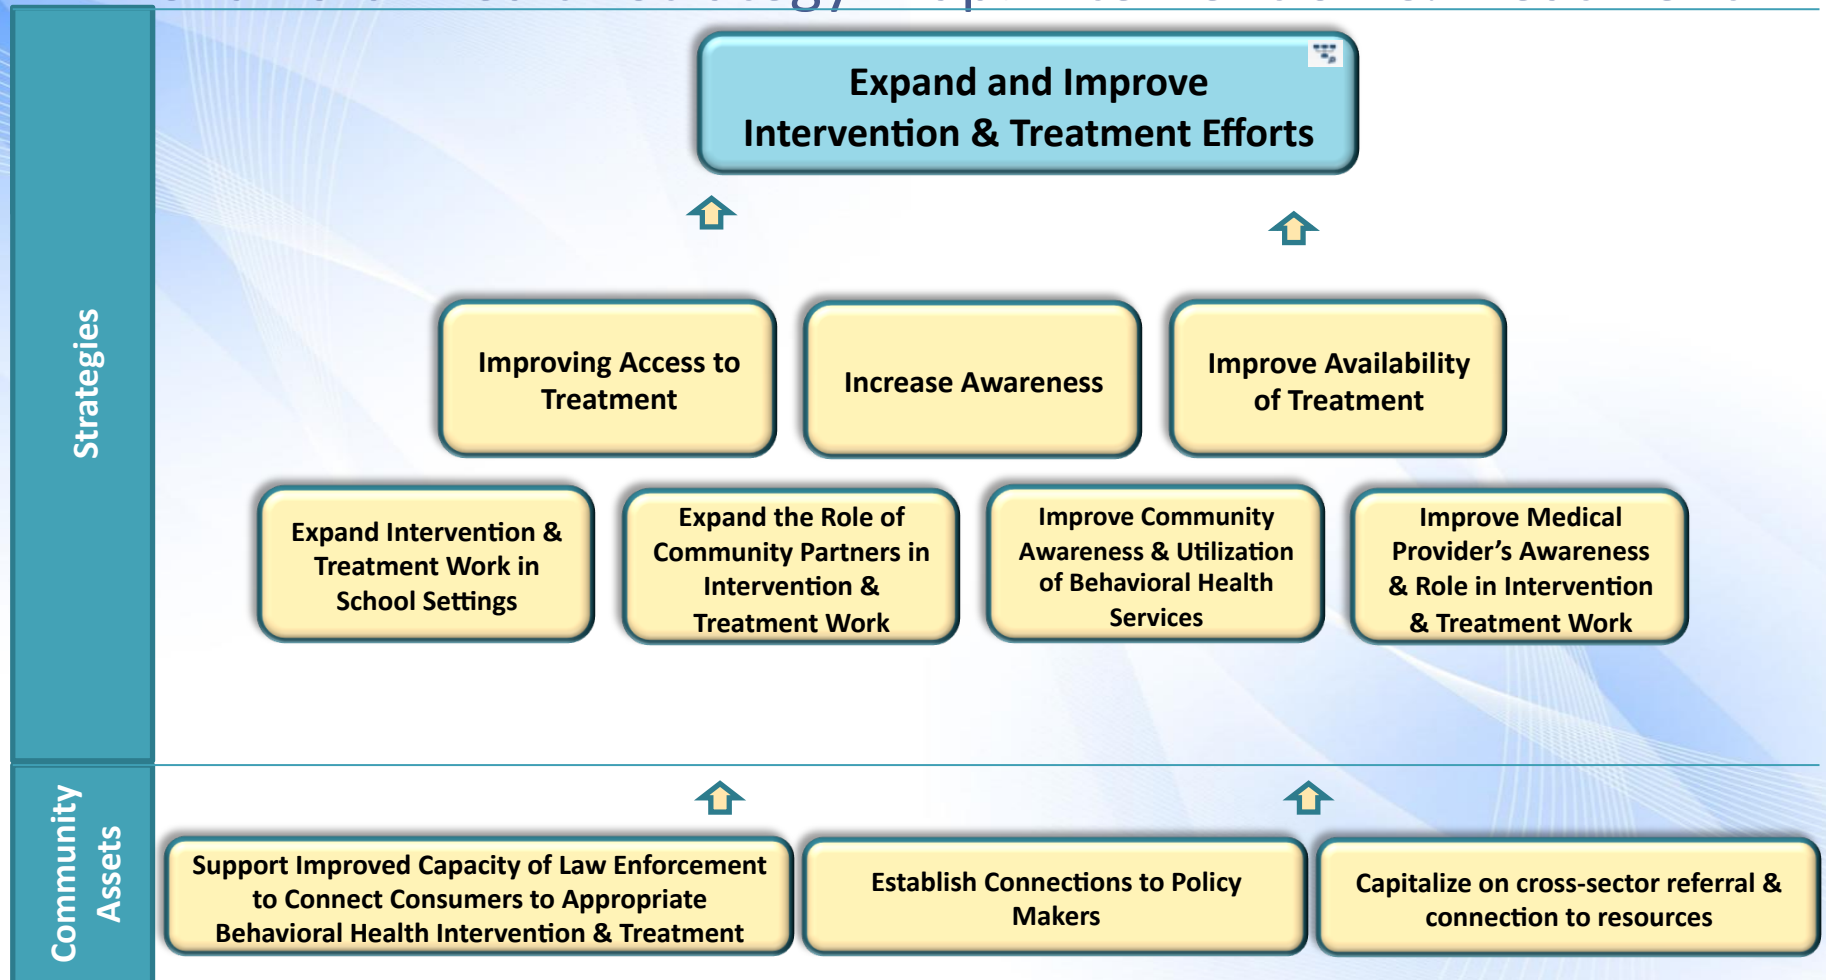 Expand and Improve
Intervention & Treatment Efforts
Strategies
Improving Access to
Treatment
Increase Awareness
Improve Availability
of Treatment
Expand Intervention &
Treatment Work in
School Settings
Expand the Role of
Community Partners in
Intervention &
Treatment Work
Improve Community
Awareness & Utilization
of Behavioral Health
Services
Improve Medical
Provider’s Awareness
& Role in Intervention
& Treatment Work
Community
Assets
Support Improved Capacity of Law Enforcement
to Connect Consumers to Appropriate
Behavioral Health Intervention & Treatment
Establish Connections to Policy
Makers
Capitalize on cross-sector referral &
connection to resources